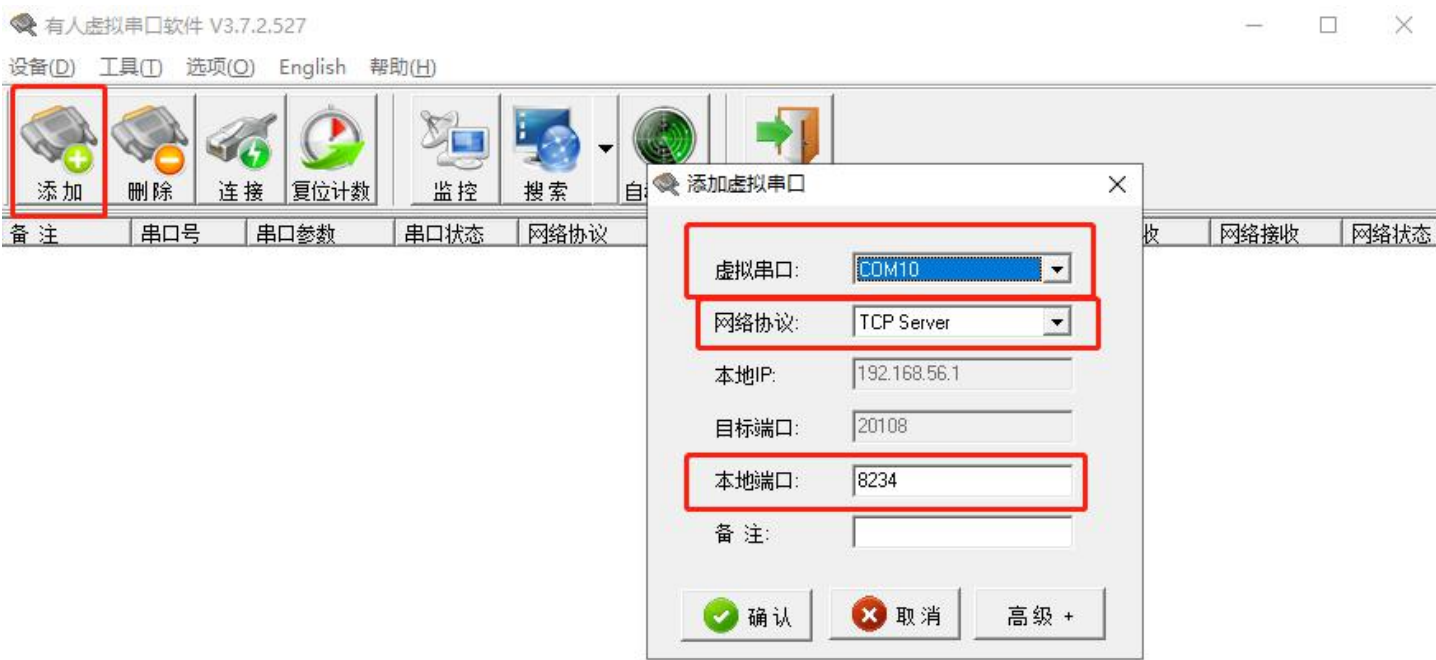 有人虚拟串口软件 V3.7.2.527
设备(D) 工具(T) 选项(O) English 帮助(H)
添加 删除 连接 复位计数 监控 搜索
添加虚拟串口
备 注 串口号 串口参数 串口状态 网络协议 网络接收 网络状态
虚拟串口: COM10
网络协议: TCP Server
本地IP: 192.168.56.1
目标端口: 20108
本地端口: 8234
备 注:
确认 取消 高级 +